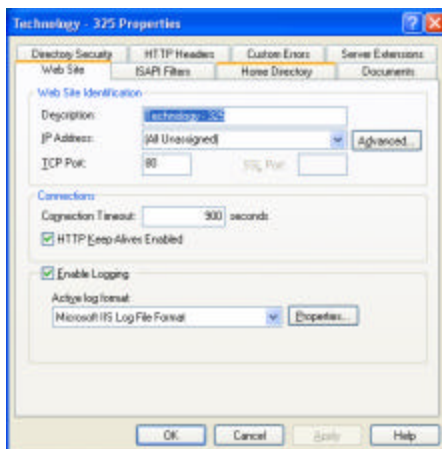 Technology - 325 Properties
Directory Security HTTP Headers Custom Errors Server Extensions
Web Site ISAPI Filters Home Directory Documents
Web Site Identification
Description: Technology - 325
IP Address: (All Unassigned) Advanced...
TCP Port: 80 SSL Port:
Connections
Connection Timeout: 900 seconds
HTTP Keep-Alives Enabled
Enable Logging
Active log format:
Microsoft IIS Log File Format Properties...
OK Cancel Apply Help